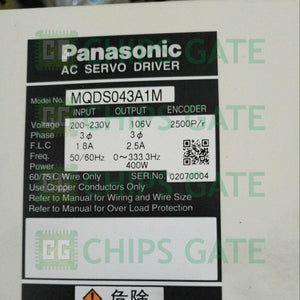 CHIPS GATE
Panasonic
AC SERVO DRIVER
Model No. MQDS043A1M
INPUT OUTPUT ENCODER
Voltage 200~230V 106V 2500P/r
Phase 3ϕ 3ϕ
F.L.C 1.8A 2.5A
Freq. 50/60Hz 0~333.3Hz
Power 400W
60/75℃ Wire Only SER.No. 02070004
Use Copper Conductors Only
Refer to Manual for Wiring and Wire Size
Refer to Manual for Over Load Protection
GG CHIPS GATE
危険